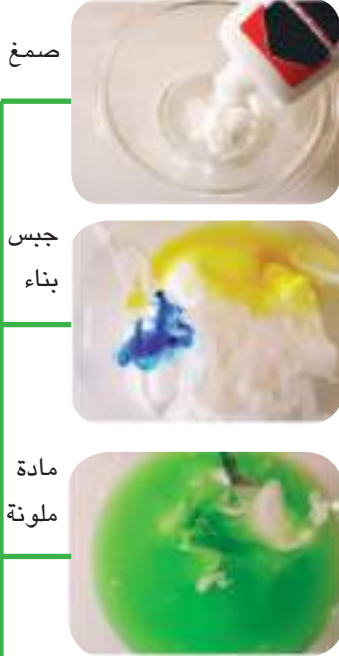 صمغ
جبس
بناء
مادة
ملونة